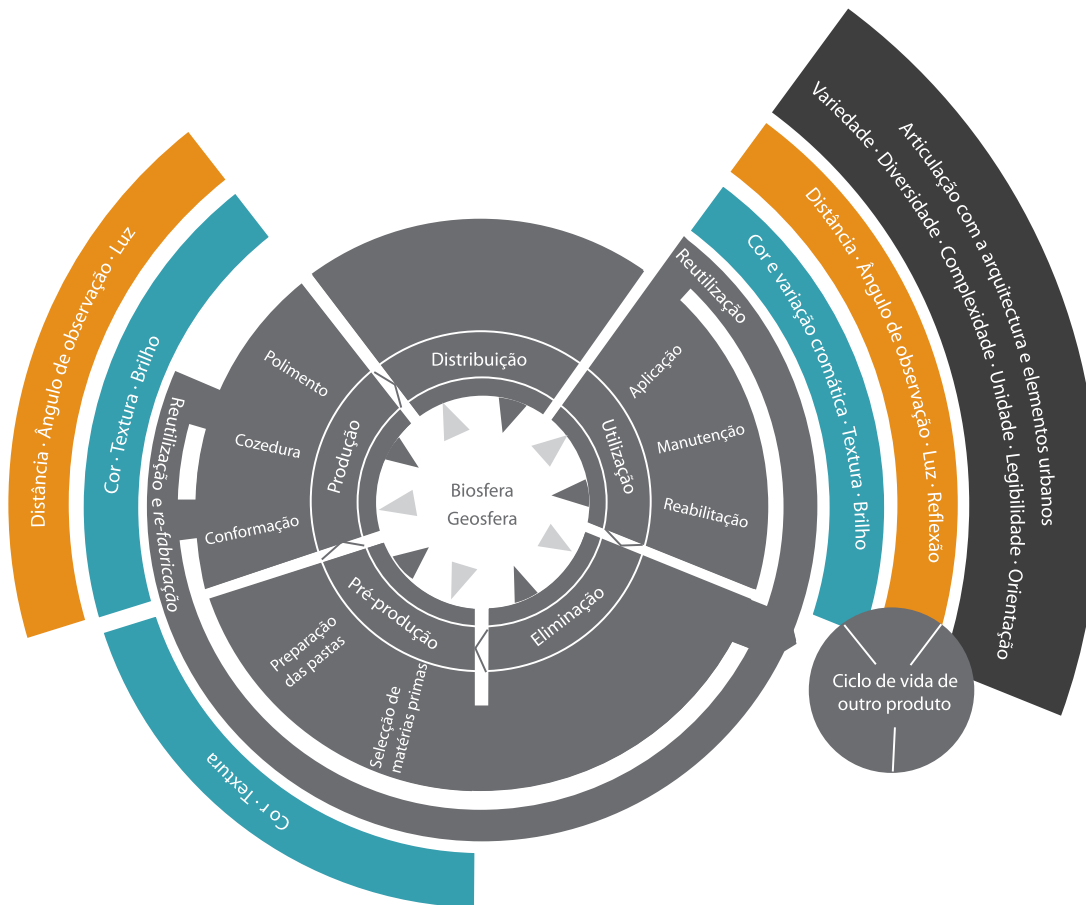 Biosfera
Geosfera
Distribuição
Utilização
Eliminação
Pré-produção
Produção
Aplicação
Manutenção
Reabilitação
Preparação
das pastas
Selecção de
matérias primas
Conformação
Cozedura
Polimento
Reutilização
Reutilização e re-fabricação
Cor · Textura · Brilho
Distância · Ângulo de observação · Luz
Cor · Textura
Cor e variação cromática · Textura · Brilho
Distância · Ângulo de observação · Luz · Reflexão
Articulação com a arquitectura e elementos urbanos
Variedade · Diversidade · Complexidade · Unidade · Legibilidade · Orientação
Ciclo de vida de
outro produto